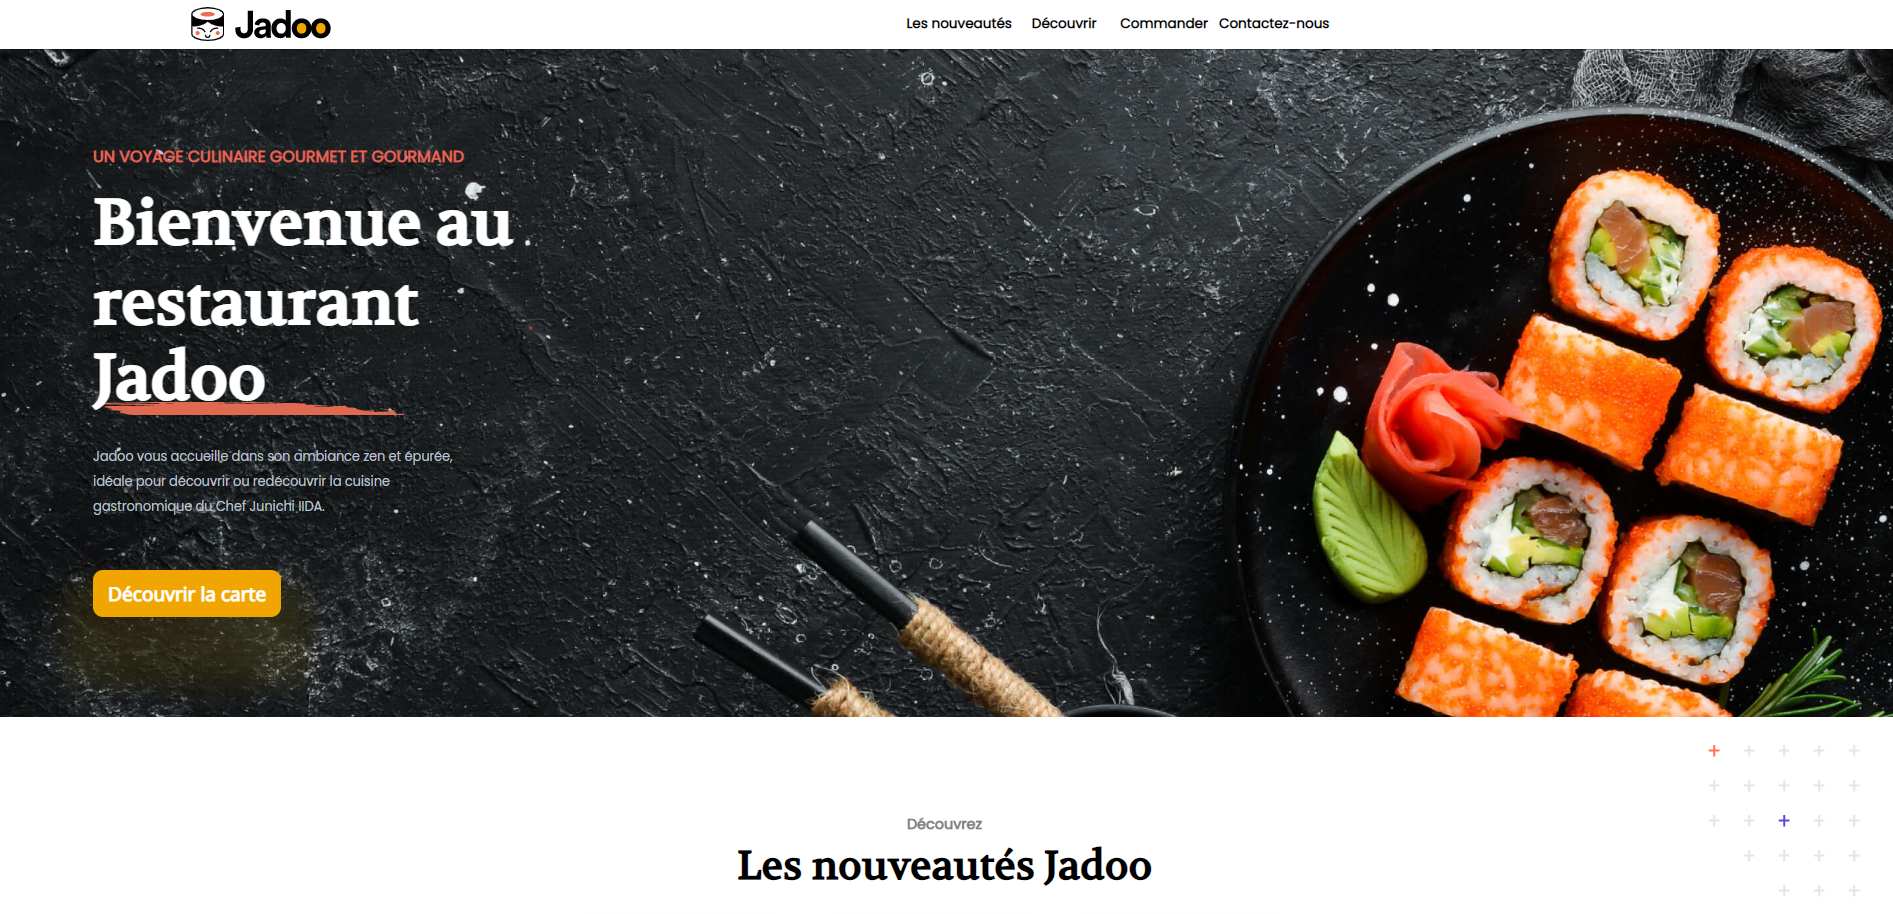 Jadoo
Les nouveautés Découvrir Commander Contactez-nous
UN VOYAGE CULINAIRE GOURMET ET GOURMAND
Bienvenue au
restaurant
Jadoo
Jadoo vous accueille dans son ambiance zen et épurée,
idéale pour découvrir ou redécouvrir la cuisine
gastronomique du Chef Junichi IIDA.
Découvrir la carte
Découvrez
Les nouveautés Jadoo